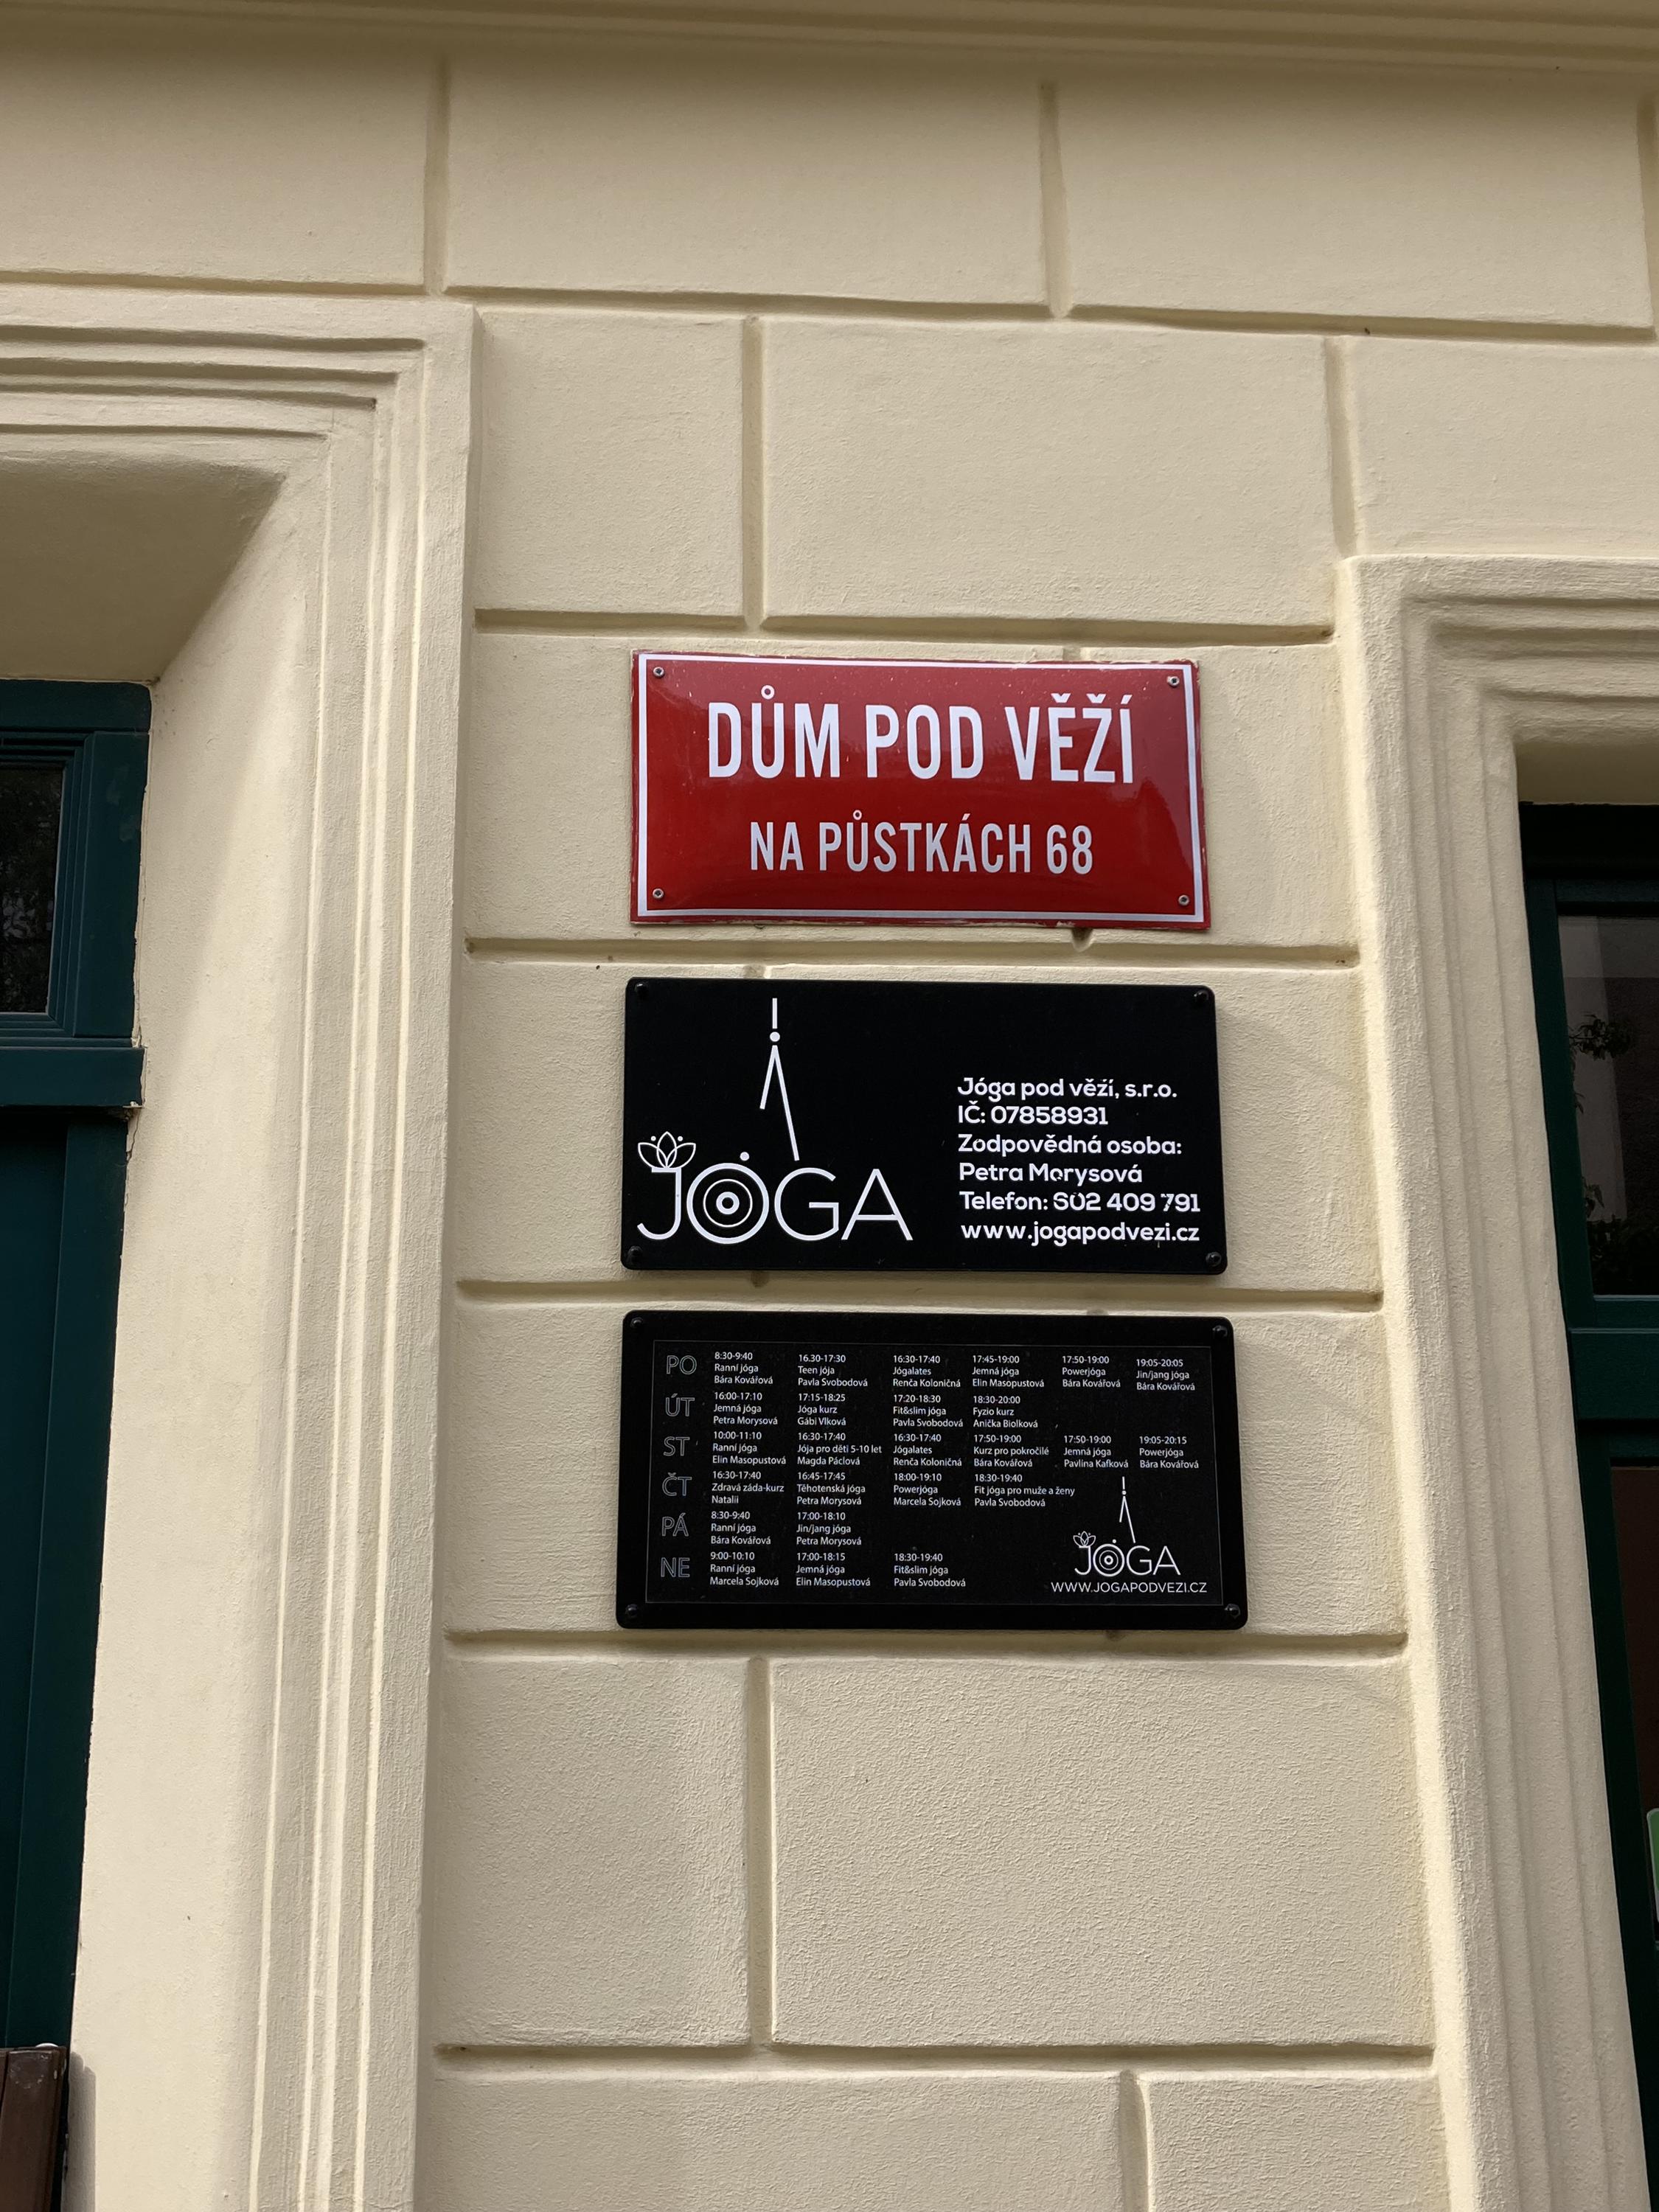 DŮM POD VĚŽÍ
NA PŮSTKÁCH 68
JÓGA
Jóga pod věží, s.r.o.
IČ: 07858931
Zodpovědná osoba:
Petra Morysová
Telefon: 602 409 791
www.jogapodvezi.cz
PO
8:30-9:40
Ranní jóga
Bára Kovářová
16.30-17:30
Teen jója
Pavla Svobodová
16:30-17:40
Jógalates
Renča Koloničná
17:45-19:00
Jemná jóga
Elin Masopustová
17:50-19:00
Powerjóga
Bára Kovářová
19:05-20:05
Jin/jang jóga
Bára Kovářová
ÚT
16:00-17:10
Jemná jóga
Petra Morysová
17:15-18:25
Jóga kurz
Gábi Vlková
17:20-18:30
Fit&slim jóga
Pavla Svobodová
18:30-20:00
Fyzio kurz
Anička Biolková
ST
10:00-11:10
Ranní jóga
Elin Masopustová
16:30-17:40
Jója pro děti 5-10 let
Magda Páclová
16:30-17:40
Jógalates
Renča Koloničná
17:50-19:00
Kurz pro pokročilé
Bára Kovářová
17:50-19:00
Jemná jóga
Pavlína Kafková
19:05-20:15
Powerjóga
Bára Kovářová
ČT
16:30-17:40
Zdravá záda-kurz
Natalii
16:45-17:45
Těhotenská jóga
Petra Morysová
18:00-19:10
Powerjóga
Marcela Sojková
18:30-19:40
Fit jóga pro muže a ženy
Pavla Svobodová
PÁ
8:30-9:40
Ranní jóga
Bára Kovářová
17:00-18:10
Jin/jang jóga
Petra Morysová
NE
9:00-10:10
Ranní jóga
Marcela Sojková
17:00-18:15
Jemná jóga
Elin Masopustová
18:30-19:40
Fit&slim jóga
Pavla Svobodová
JÓGA
WWW.JOGAPODVEZI.CZ